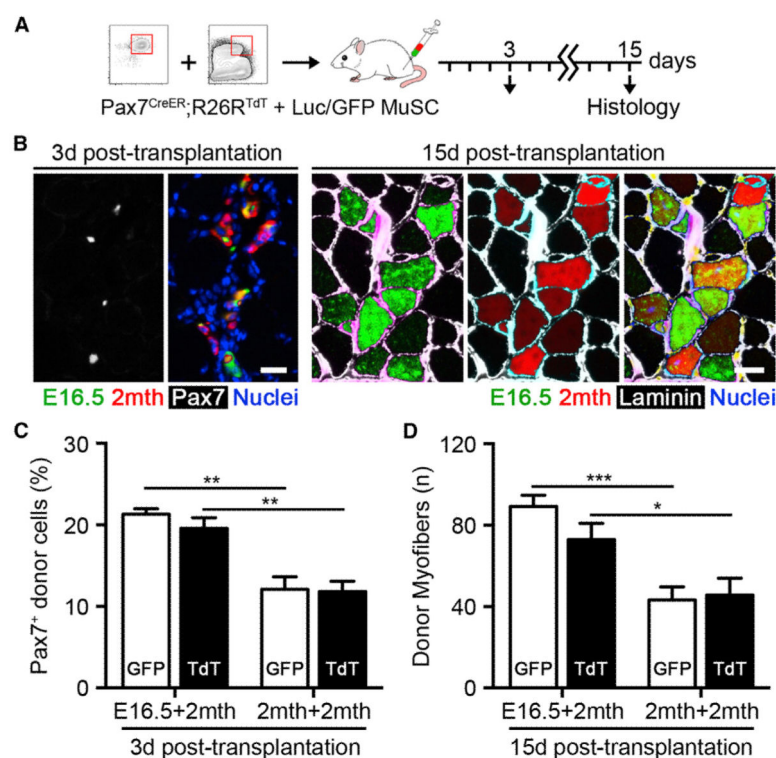 A
3 15 days
Pax7CreER;R26RTdT + Luc/GFP MuSC Histology
B 3d post-transplantation 15d post-transplantation
E16.5 2mth Pax7 Nuclei E16.5 2mth Laminin Nuclei
C
Pax7+ donor cells (%)
30
20
10
0
**
**
GFP TdT GFP TdT
E16.5+2mth 2mth+2mth
3d post-transplantation
D
Donor Myofibers (n)
120
80
40
0
***
*
GFP TdT GFP TdT
E16.5+2mth 2mth+2mth
15d post-transplantation